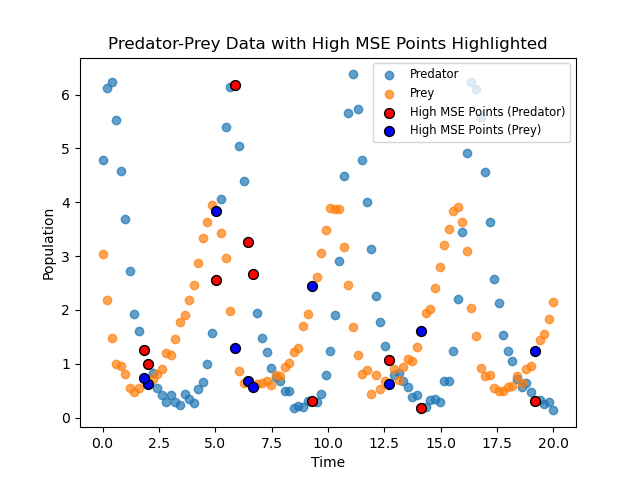 Predator-Prey Data with High MSE Points Highlighted
Predator
Prey
High MSE Points (Predator)
High MSE Points (Prey)
Population
6
5
4
3
2
1
0
0.0 2.5 5.0 7.5 10.0 12.5 15.0 17.5 20.0
Time